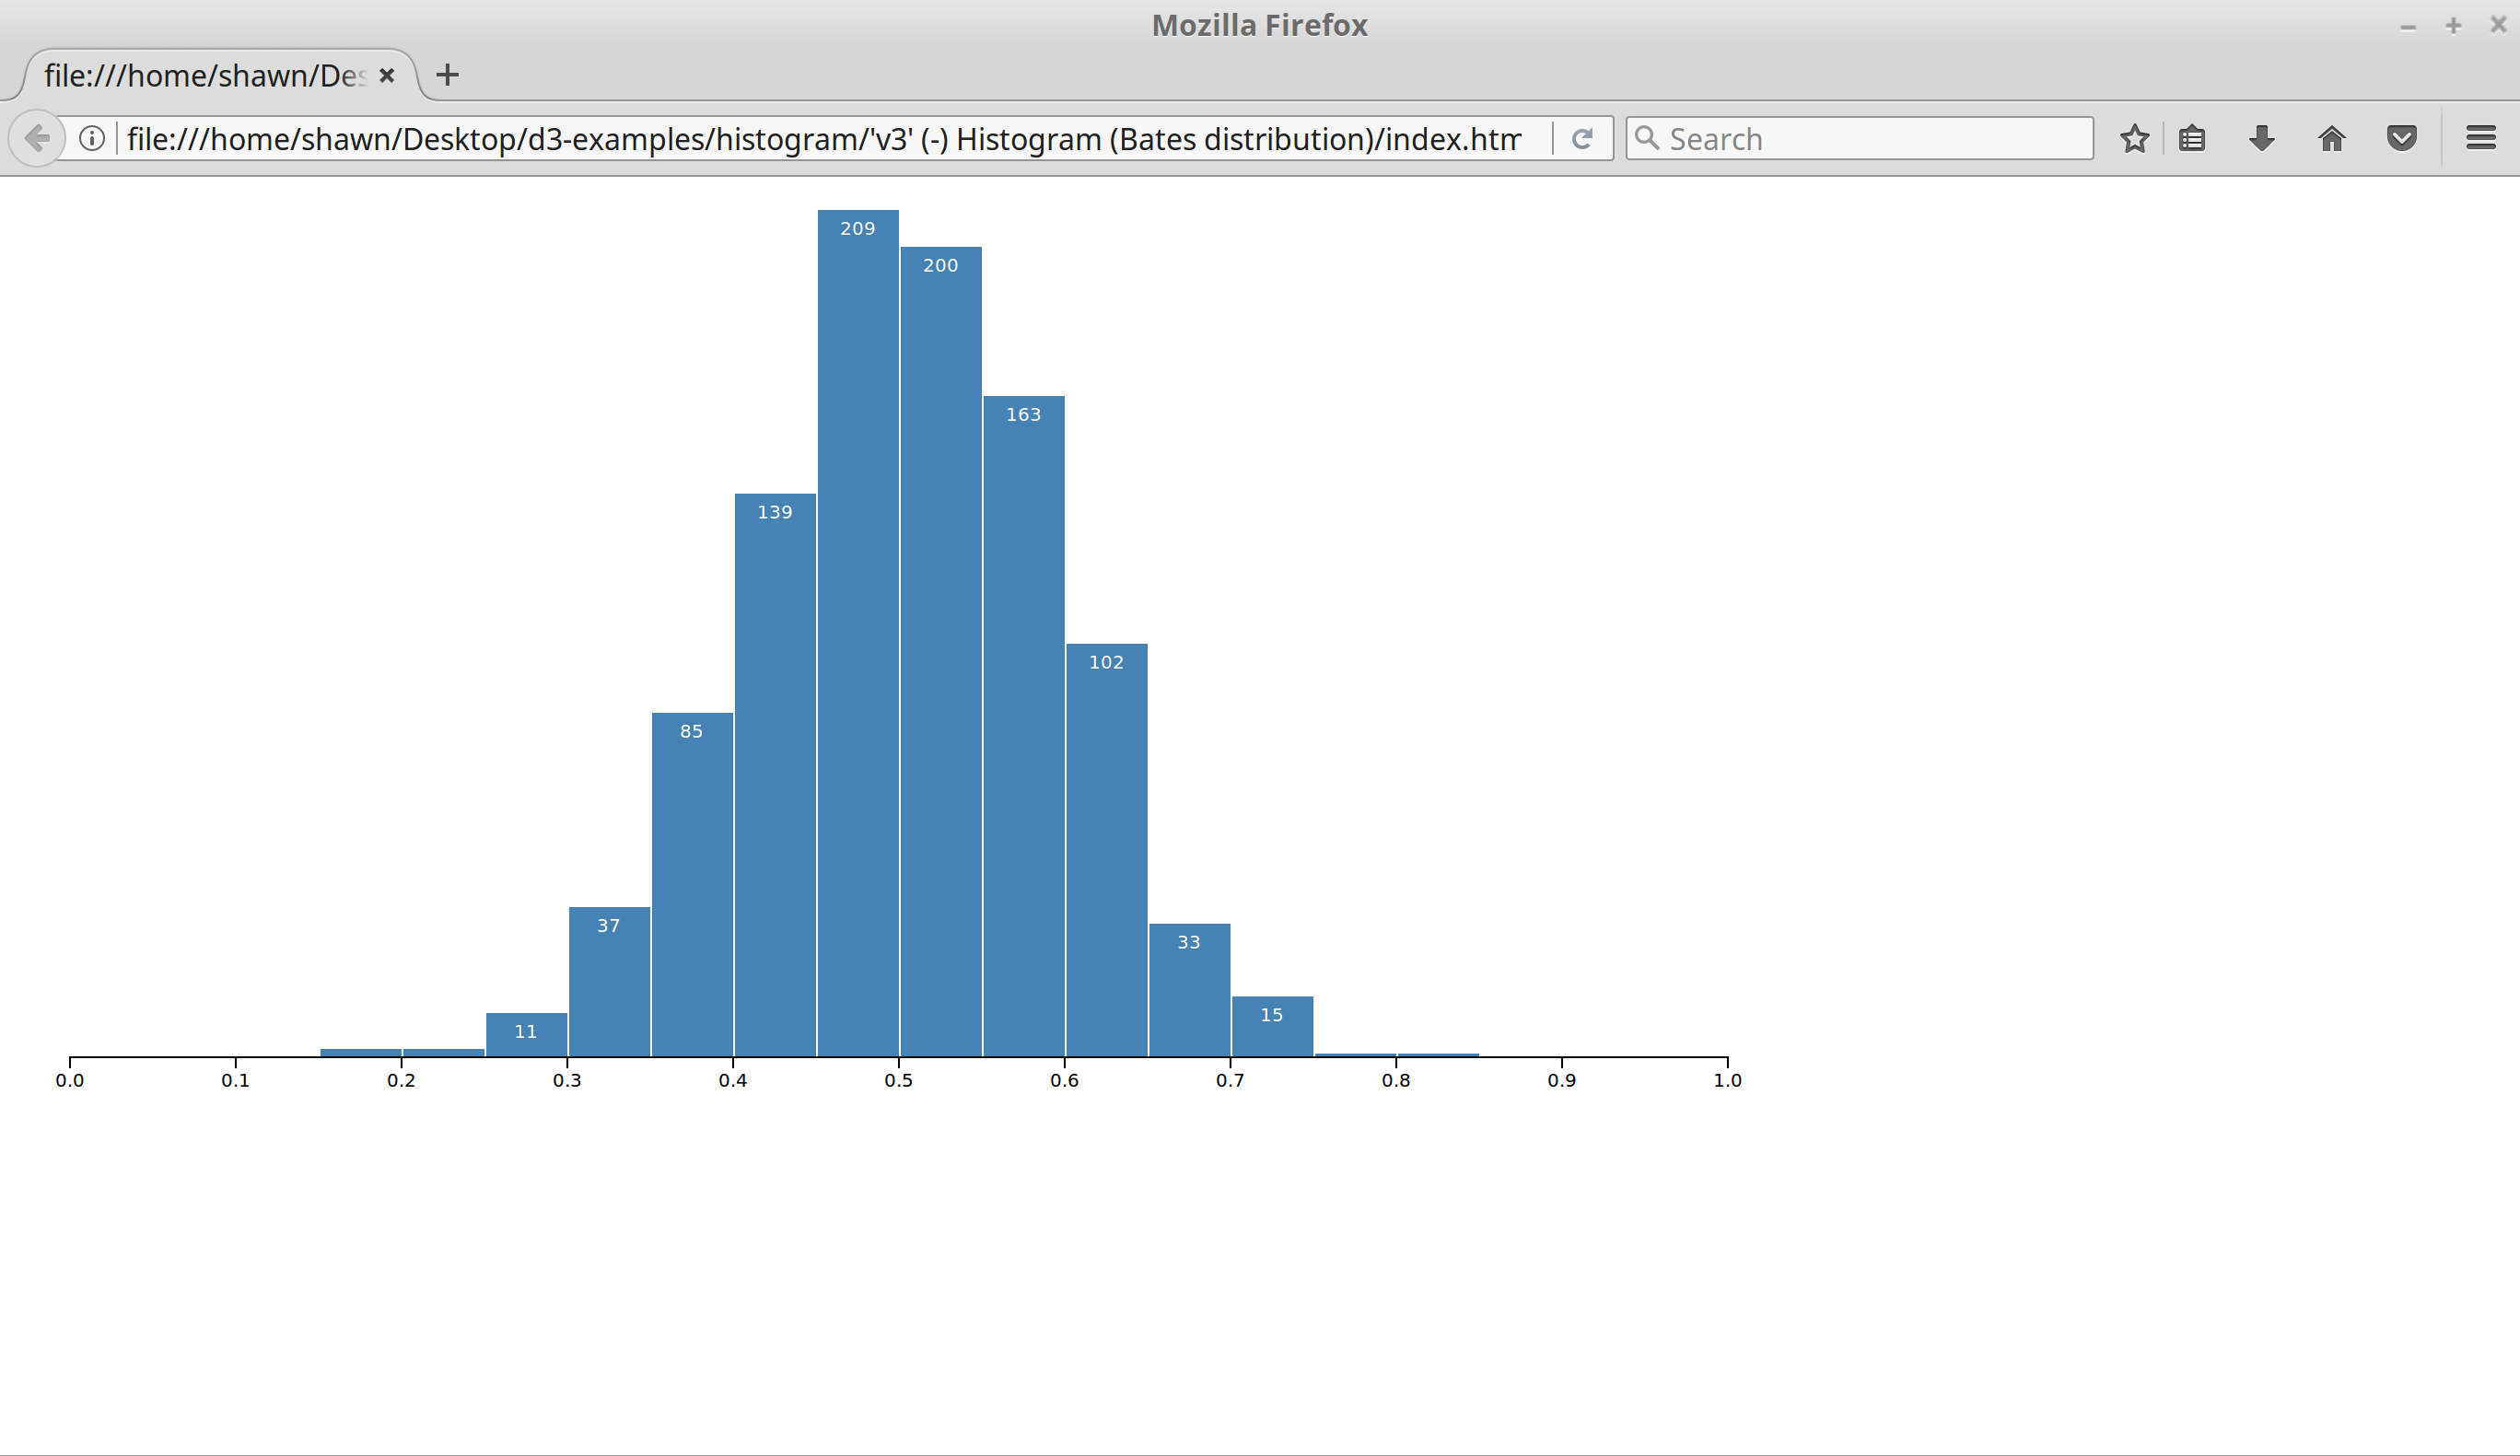 Mozilla Firefox
file:///home/shawn/Des
file:///home/shawn/Desktop/d3-examples/histogram/'v3' (-) Histogram (Bates distribution)/index.htm
Search
209
200
163
139
102
85
37
33
15
11
0.0 0.1 0.2 0.3 0.4 0.5 0.6 0.7 0.8 0.9 1.0